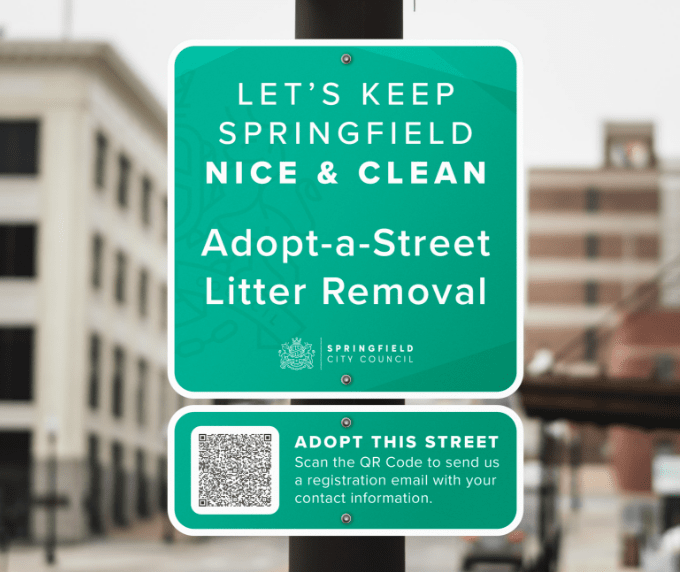 LET'S KEEP
SPRINGFIELD
NICE & CLEAN
Adopt-a-Street
Litter Removal
SPRINGFIELD
CITY COUNCIL
ADOPT THIS STREET
Scan the QR Code to send us
a registration email with your
contact information.